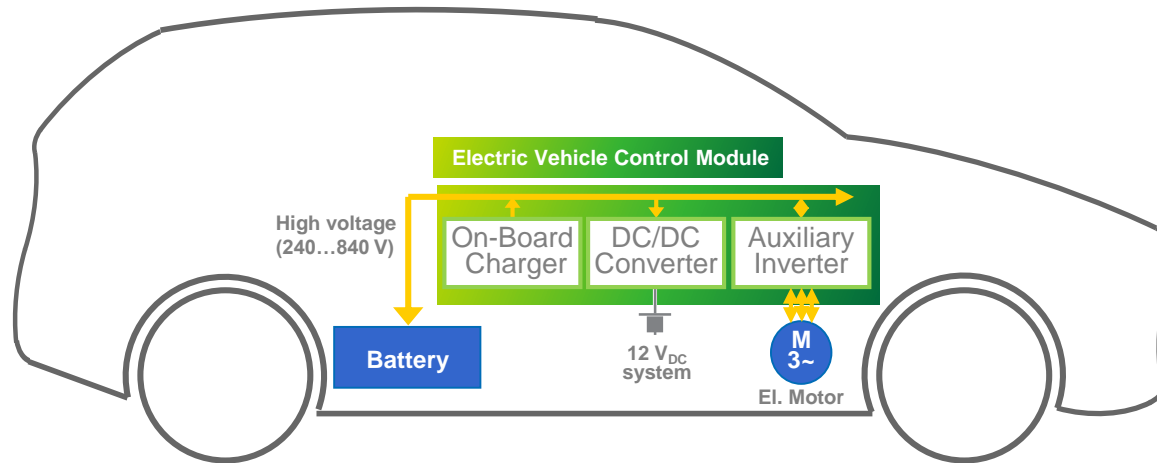 Electric Vehicle Control Module
High voltage
(240…840 V)
On-Board
Charger
DC/DC
Converter
Auxiliary
Inverter
Battery
12 V_DC
system
M
3~
El. Motor